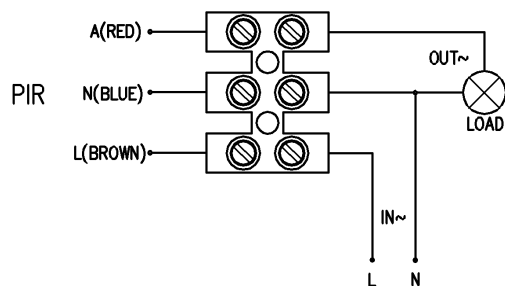 A(RED)
OUT~
PIR
N(BLUE)
LOAD
L(BROWN)
IN~
L
N